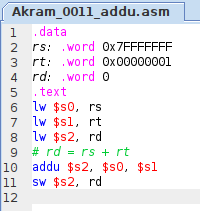 Akram_0011_addu.asm
1 .data
2 rs: .word 0x7FFFFFFF
3 rt: .word 0x00000001
4 rd: .word 0
5 .text
6 lw $s0, rs
7 lw $s1, rt
8 lw $s2, rd
9 # rd = rs + rt
10 addu $s2, $s0, $s1
11 sw $s2, rd
12